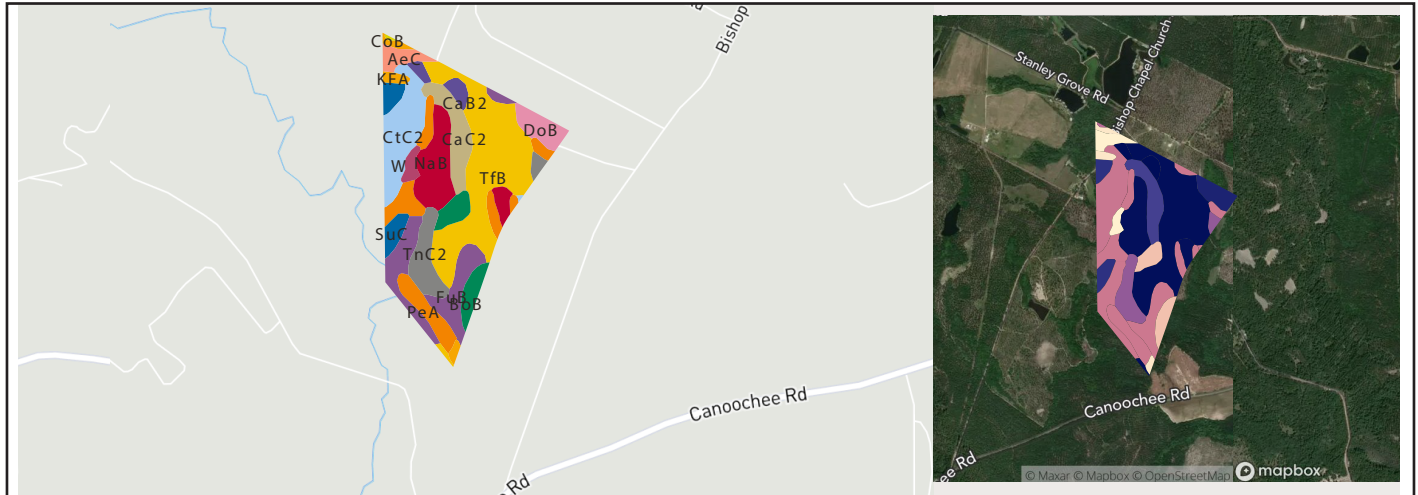 Bishop
CoB
AeC
KEA
CaB2
CtC2
CaC2
DoB
W
NaB
TfB
SuC
TnC2
FuB
BoB
PeA
Canoochee Rd
Rd
Stanley Grove Rd
Bishop Chapel Church
Canoochee Rd
ee Rd
© Maxar © Mapbox © OpenStreetMap
mapbox